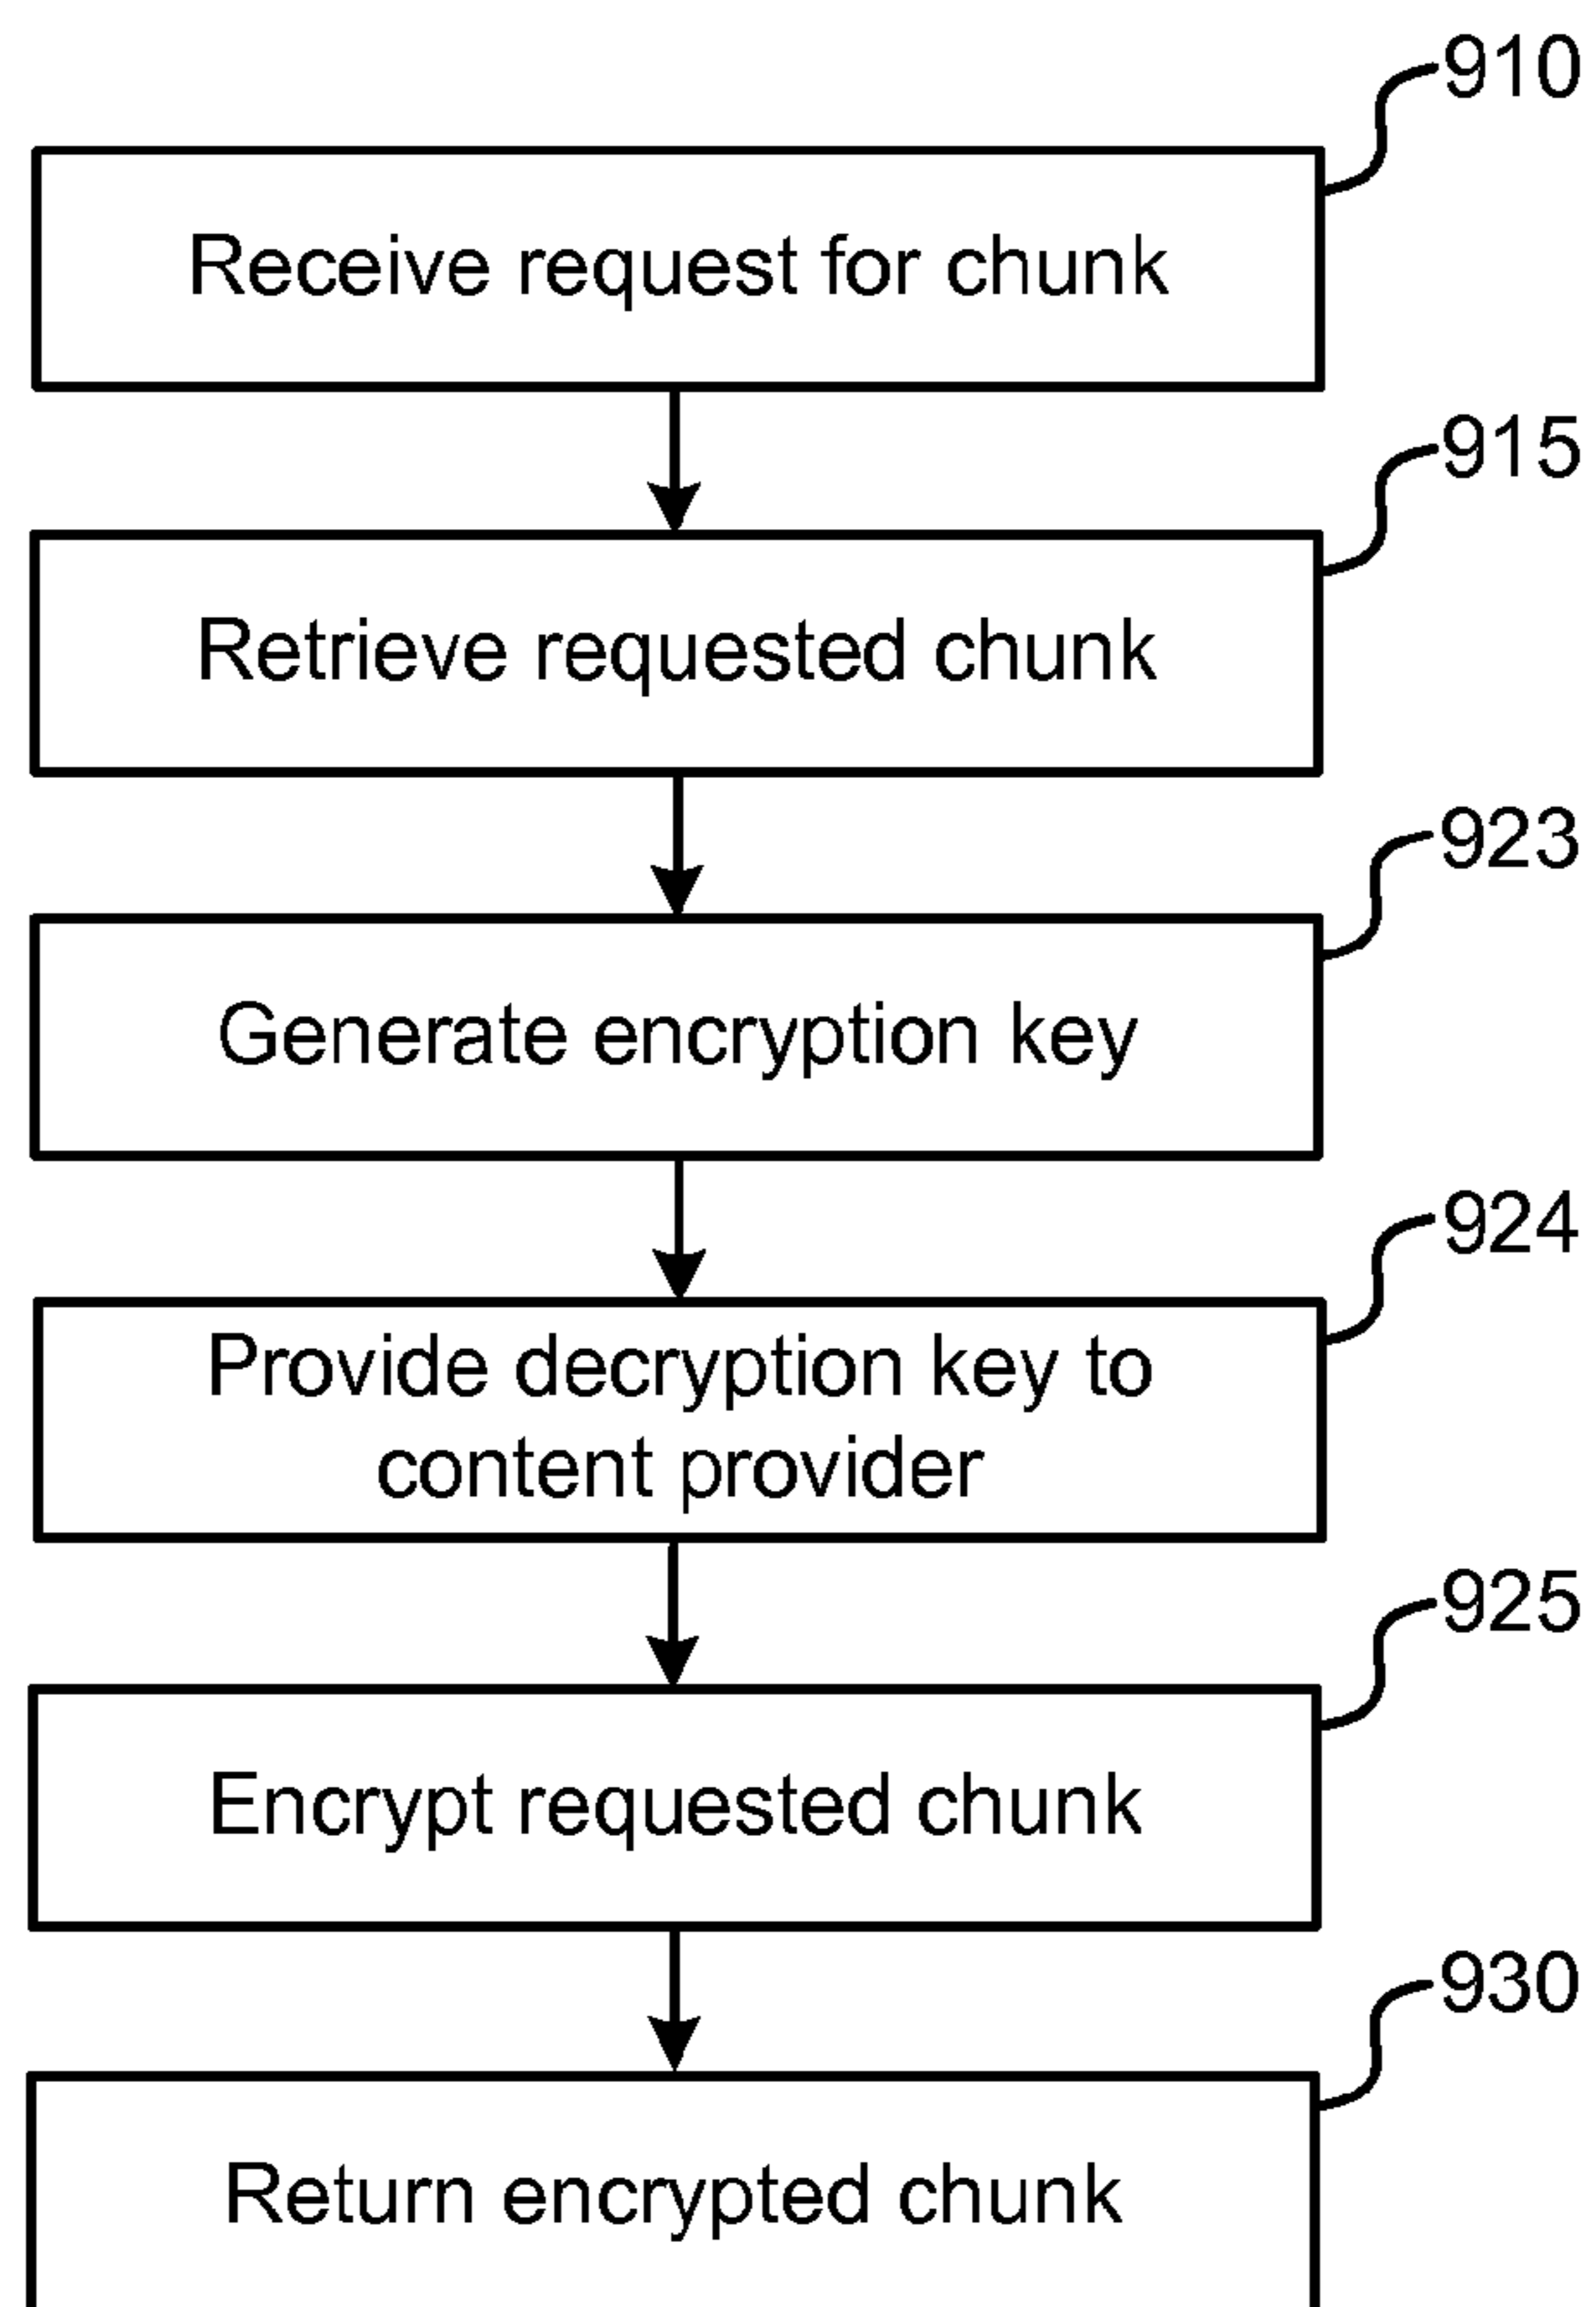 910
Receive request for chunk
915
Retrieve requested chunk
923
Generate encryption key
924
Provide decryption key to
content provider
925
Encrypt requested chunk
930
Return encrypted chunk